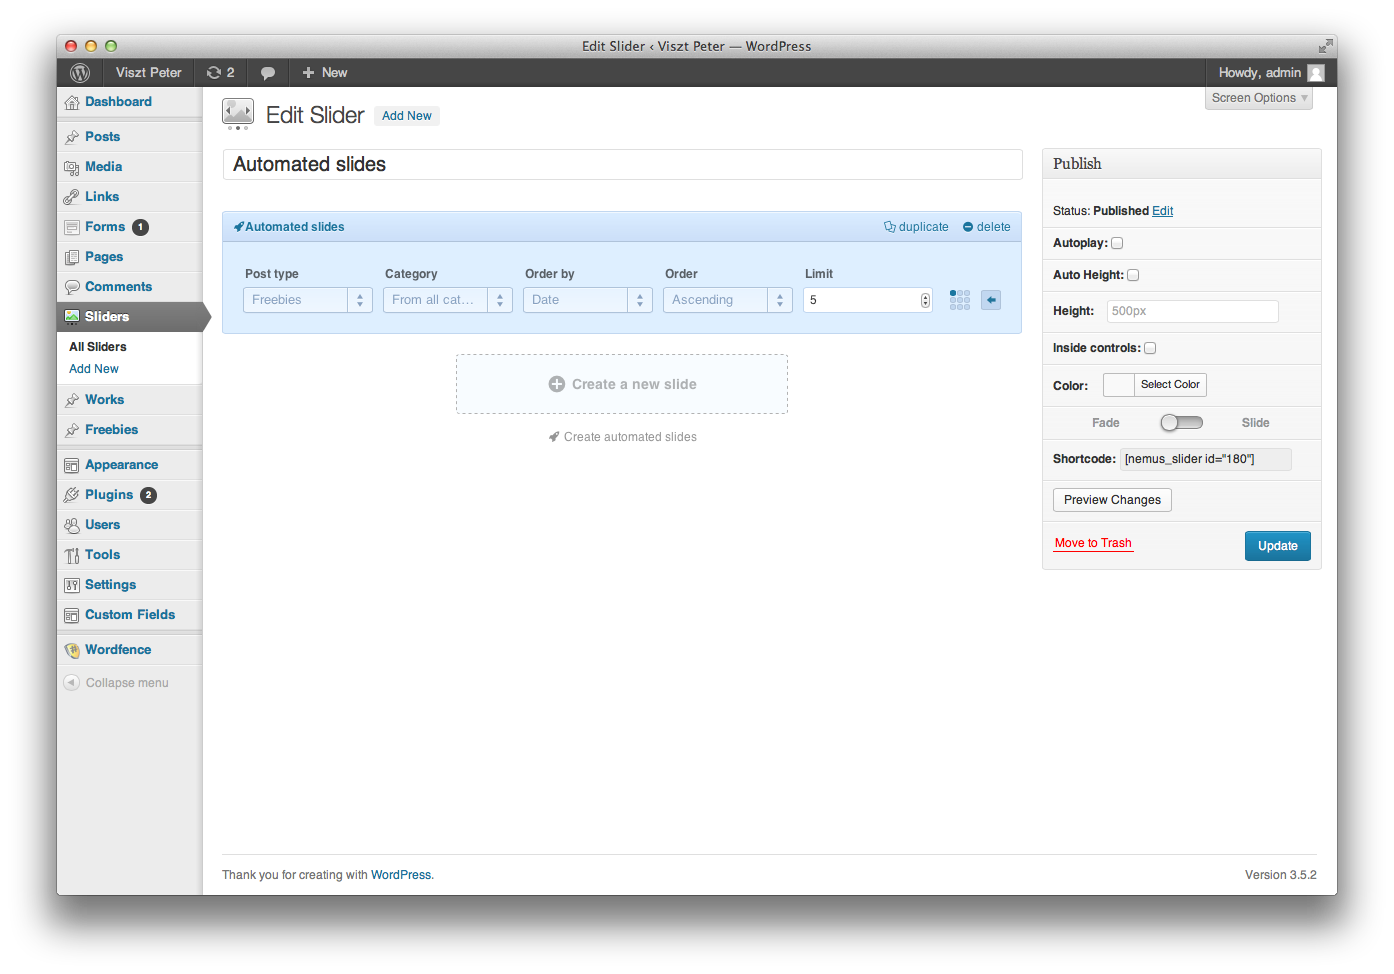 Edit Slider ‹ Viszt Peter — WordPress
Viszt Peter 2 New Howdy, admin
Screen Options
Dashboard
Posts
Media
Links
Forms 1
Pages
Comments
Sliders
All Sliders
Add New
Works
Freebies
Appearance
Plugins 2
Users
Tools
Settings
Custom Fields
Wordfence
Collapse menu
Edit Slider Add New
Automated slides
Automated slides duplicate delete
Post type Category Order by Order Limit
Freebies From all cat... Date Ascending 5
Create a new slide
Create automated slides
Publish
Status: Published Edit
Autoplay:
Auto Height:
Height: 500px
Inside controls:
Color: Select Color
Fade Slide
Shortcode: [nemus_slider id="180"]
Preview Changes
Move to Trash Update
Thank you for creating with WordPress. Version 3.5.2